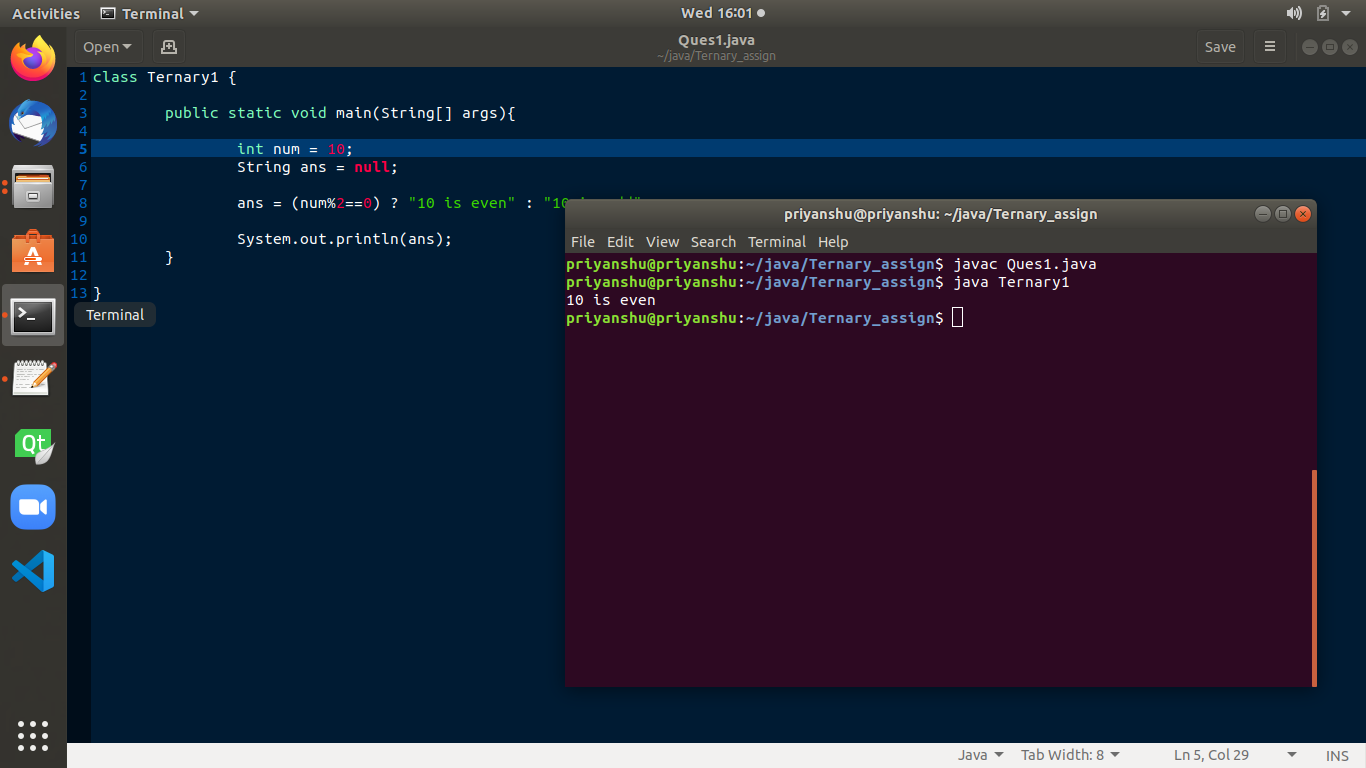 Activities Terminal Wed 16:01
Open Ques1.java Save
~/java/Ternary_assign
1 class Ternary1 {
2
3 public static void main(String[] args){
4
5 int num = 10;
6 String ans = null;
7
8 ans = (num%2==0) ? "10 is even" : "10
9
10 System.out.println(ans);
11 }
12
13 }
Terminal
priyanshu@priyanshu: ~/java/Ternary_assign
File Edit View Search Terminal Help
priyanshu@priyanshu:~/java/Ternary_assign$ javac Ques1.java
priyanshu@priyanshu:~/java/Ternary_assign$ java Ternary1
10 is even
priyanshu@priyanshu:~/java/Ternary_assign$
Qt
Java Tab Width: 8 Ln 5, Col 29 INS